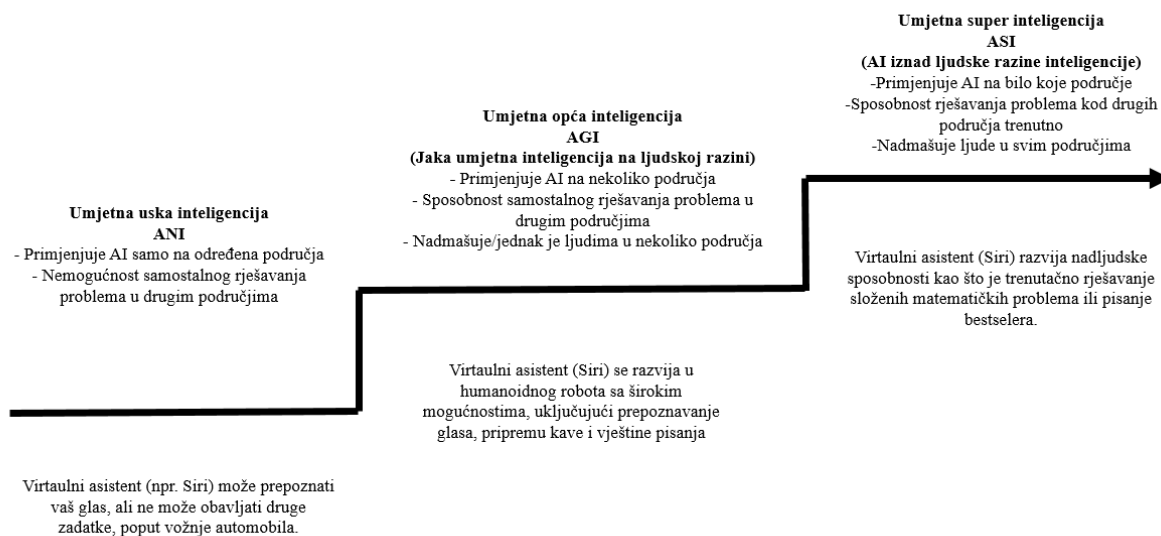 Umjetna uska inteligencija
ANI
- Primjenjuje AI samo na određena područja
- Nemogućnost samostalnog rješavanja
problema u drugim područjima
Virtaulni asistent (npr. Siri) može prepoznati
vaš glas, ali ne može obavljati druge
zadatke, poput vožnje automobila.
Umjetna opća inteligencija
AGI
(Jaka umjetna inteligencija na ljudskoj razini)
- Primjenjuje AI na nekoliko područja
- Sposobnost samostalnog rješavanja problema u
drugim područjima
- Nadmašuje/jednak je ljudima u nekoliko područja
Virtaulni asistent (Siri) se razvija u
humanoidnog robota sa širokim
mogućnostima, uključujući prepoznavanje
glasa, pripremu kave i vještine pisanja
Umjetna super inteligencija
ASI
(AI iznad ljudske razine inteligencije)
-Primjenjuje AI na bilo koje područje
-Sposobnost rješavanja problema kod drugih
područja trenutno
-Nadmašuje ljude u svim područjima
Virtaulni asistent (Siri) razvija nadljudske
sposobnosti kao što je trenutačno rješavanje
složenih matematičkih problema ili pisanje
bestselera.